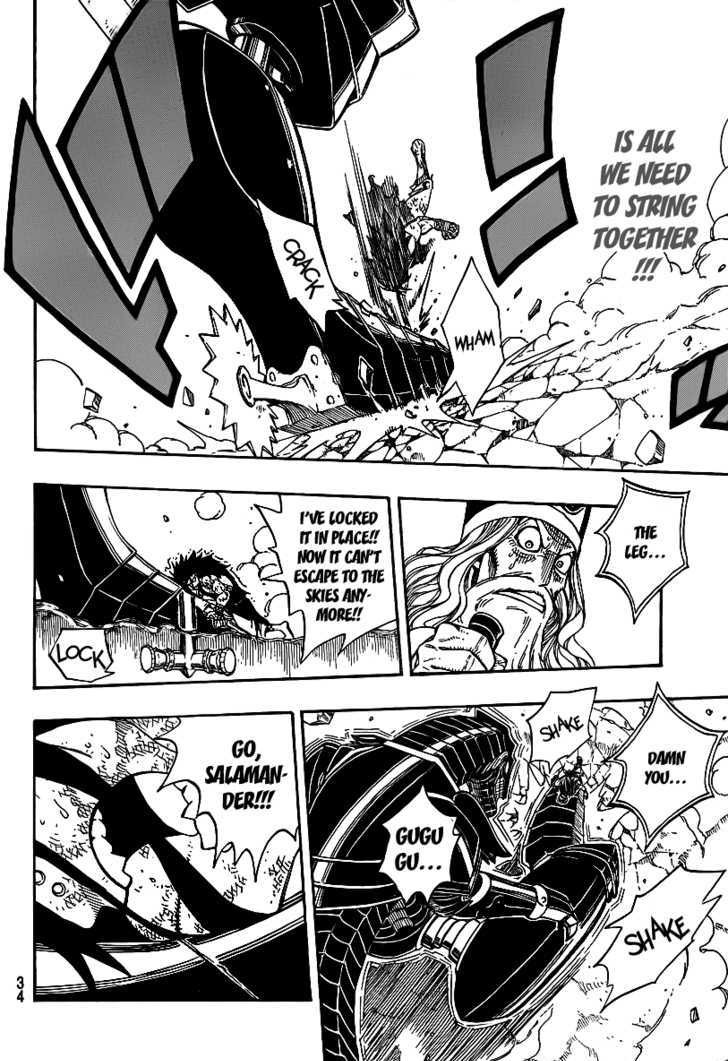 IS ALL
WE NEED
TO STRING
TOGETHER
!!!
CRACK
WHAM
THE
LEG...
I'VE LOCKED
IT IN PLACE!!
NOW IT CAN'T
ESCAPE TO THE
SKIES ANY-
MORE!!
LOCK
DAMN
YOU...
SHAKE
GUGU
GU...
SHAKE
GO,
SALAMAN-
DER!!!
34